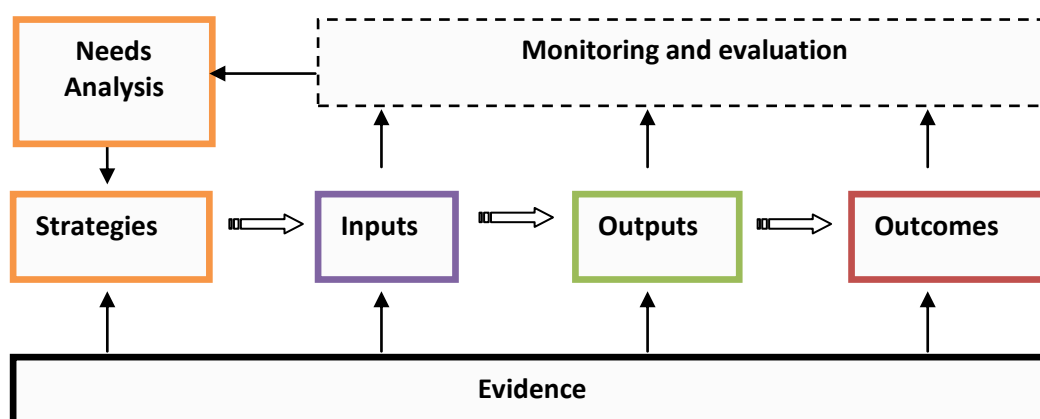 Needs
Analysis
Monitoring and evaluation
Strategies
Inputs
Outputs
Outcomes
Evidence